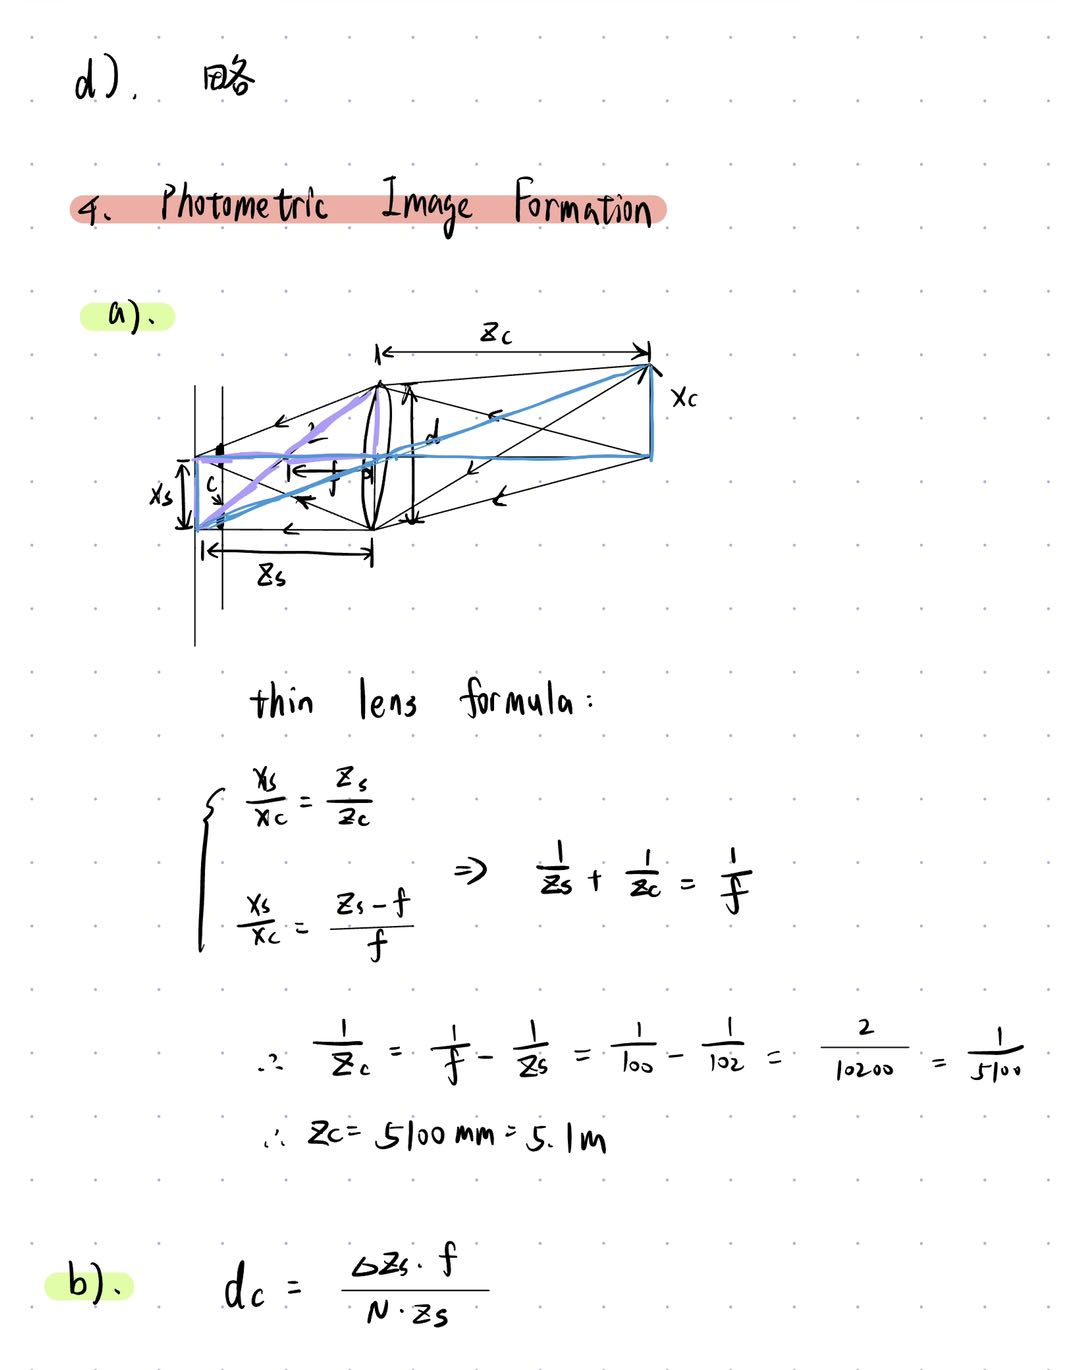 d). 略
4. Photometric Image Formation
a).
Zc
Xc
d
2
f
Xs
c
Zs
thin lens formula:
Xs/Xc = Zs/Zc
Xs/Xc = (Zs-f)/f ⇒ 1/Zs + 1/Zc = 1/f
∴ 1/Zc = 1/f - 1/Zs = 1/100 - 1/102 = 2/10200 = 1/5100
∴ Zc = 5100 mm = 5.1m
b). dc = (ΔZs·f)/(N·Zs)